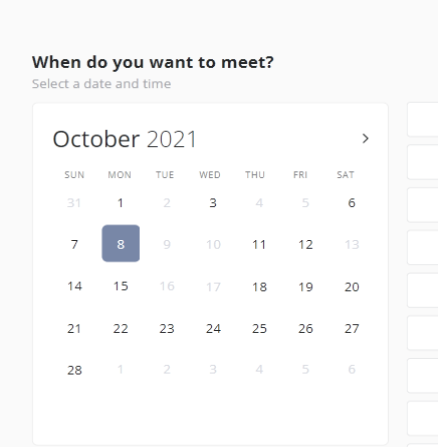 When do you want to meet?
Select a date and time
October 2021
SUN MON TUE WED THU FRI SAT
31 1 2 3 4 5 6
7 8 9 10 11 12 13
14 15 16 17 18 19 20
21 22 23 24 25 26 27
28 1 2 3 4 5 6